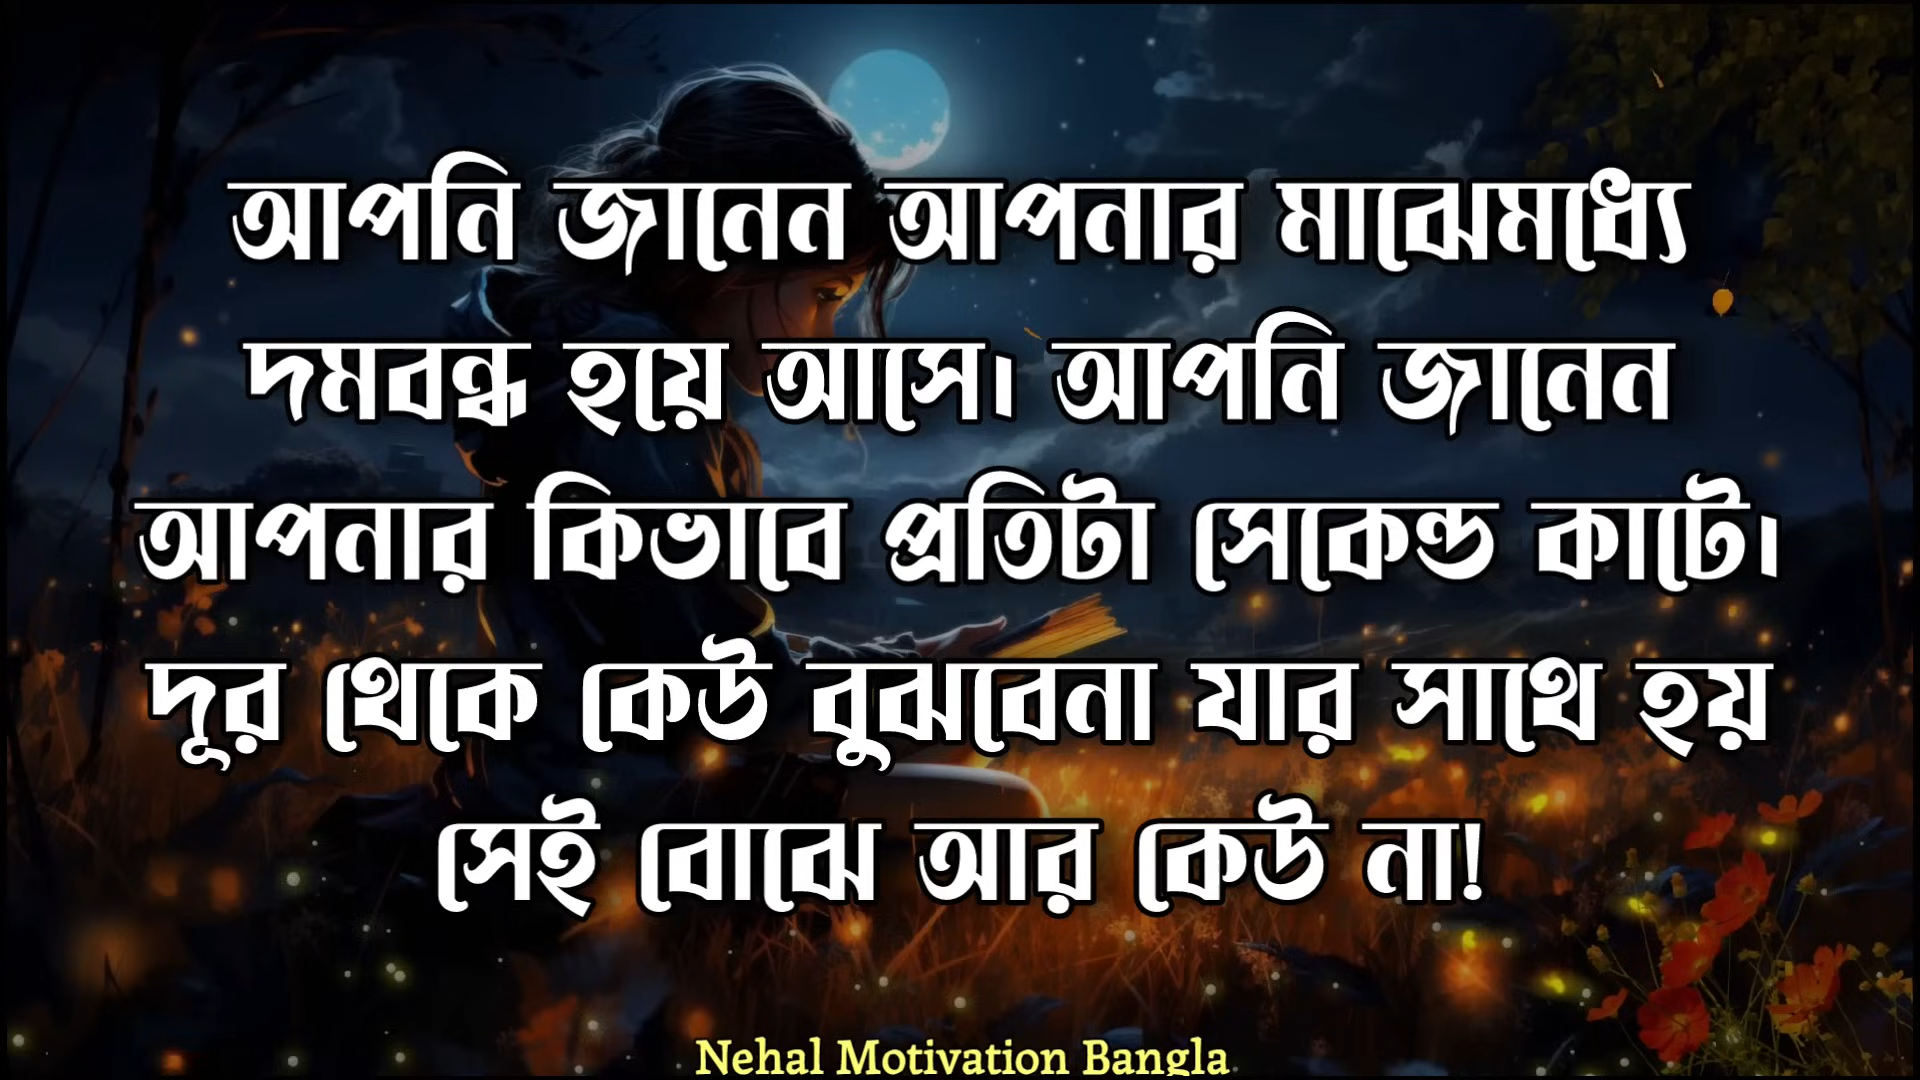 আপনি জানেন আপনার মাঝেমধ্যে
দমবন্ধ হয়ে আসে। আপনি জানেন
আপনার কিভাবে প্রতিটা সেকেন্ড কাটে।
দূর থেকে কেউ বুঝবেনা যার সাথে হয়
সেই বোঝে আর কেউ না!
Nehal Motivation Bangla